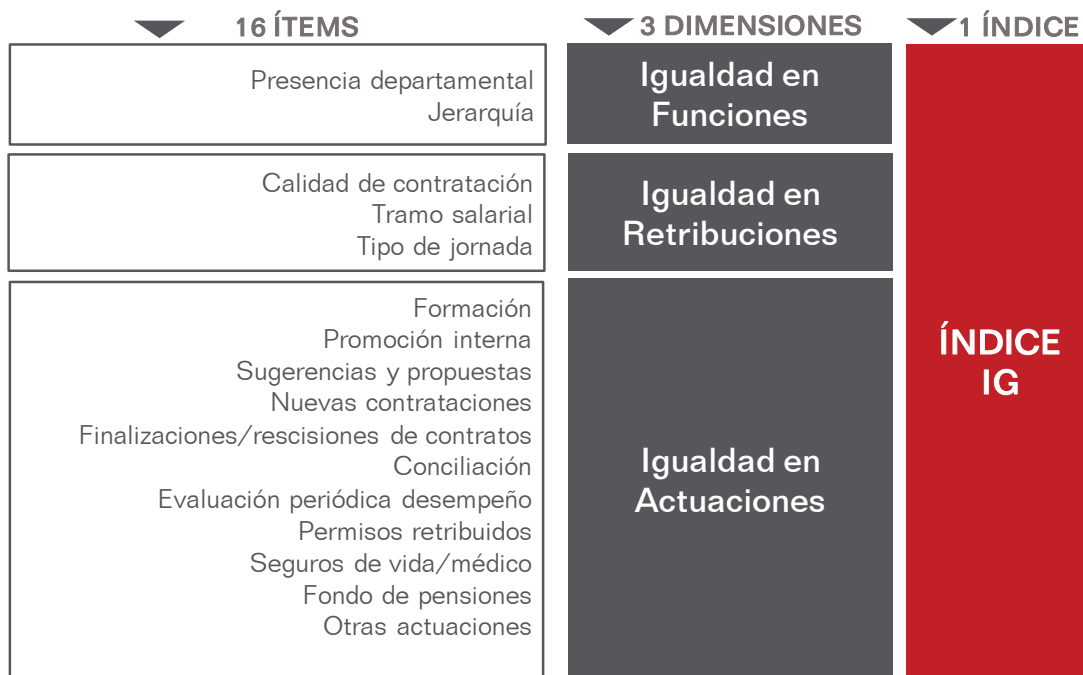 16 ÍTEMS
3 DIMENSIONES
1 ÍNDICE
Presencia departamental
Jerarquía
Igualdad en
Funciones
Calidad de contratación
Tramo salarial
Tipo de jornada
Igualdad en
Retribuciones
Formación
Promoción interna
Sugerencias y propuestas
Nuevas contrataciones
Finalizaciones/rescisiones de contratos
Conciliación
Evaluación periódica desempeño
Permisos retribuidos
Seguros de vida/médico
Fondo de pensiones
Otras actuaciones
Igualdad en
Actuaciones
ÍNDICE
IG